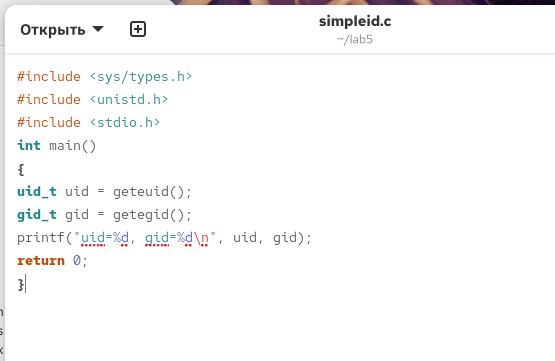 Открыть
simpleid.c
~/lab5
#include <sys/types.h>
#include <unistd.h>
#include <stdio.h>
int main()
{
uid_t uid = geteuid();
gid_t gid = getegid();
printf("uid=%d, gid=%d\n", uid, gid);
return 0;
}